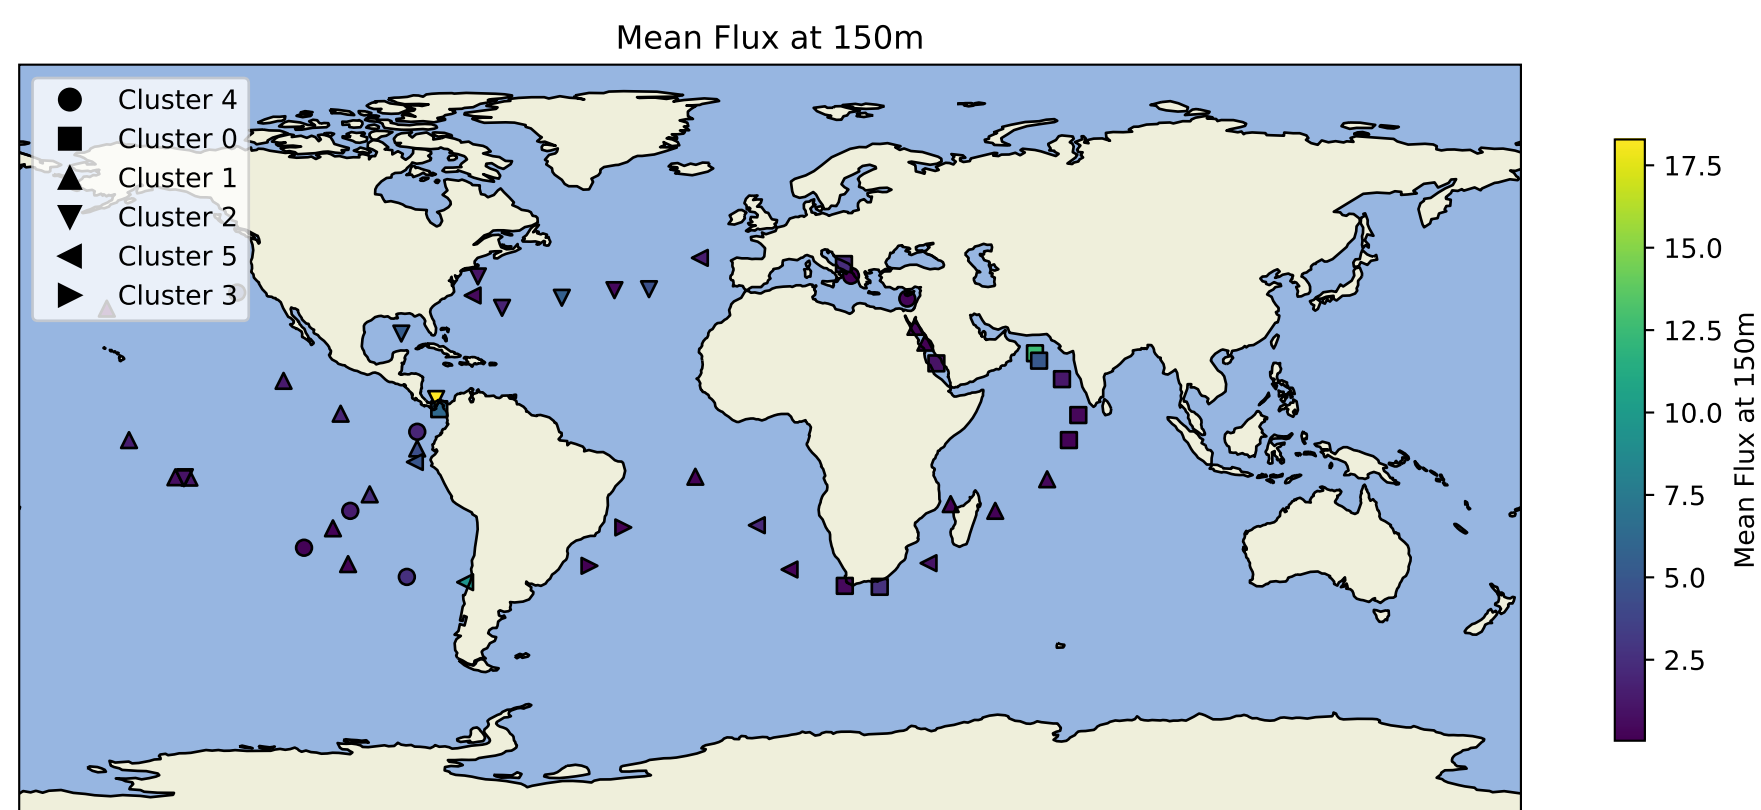 Mean Flux at 150m
Cluster 4
Cluster 0
Cluster 1
Cluster 2
Cluster 5
Cluster 3
17.5
15.0
12.5
10.0
7.5
5.0
2.5
Mean Flux at 150m